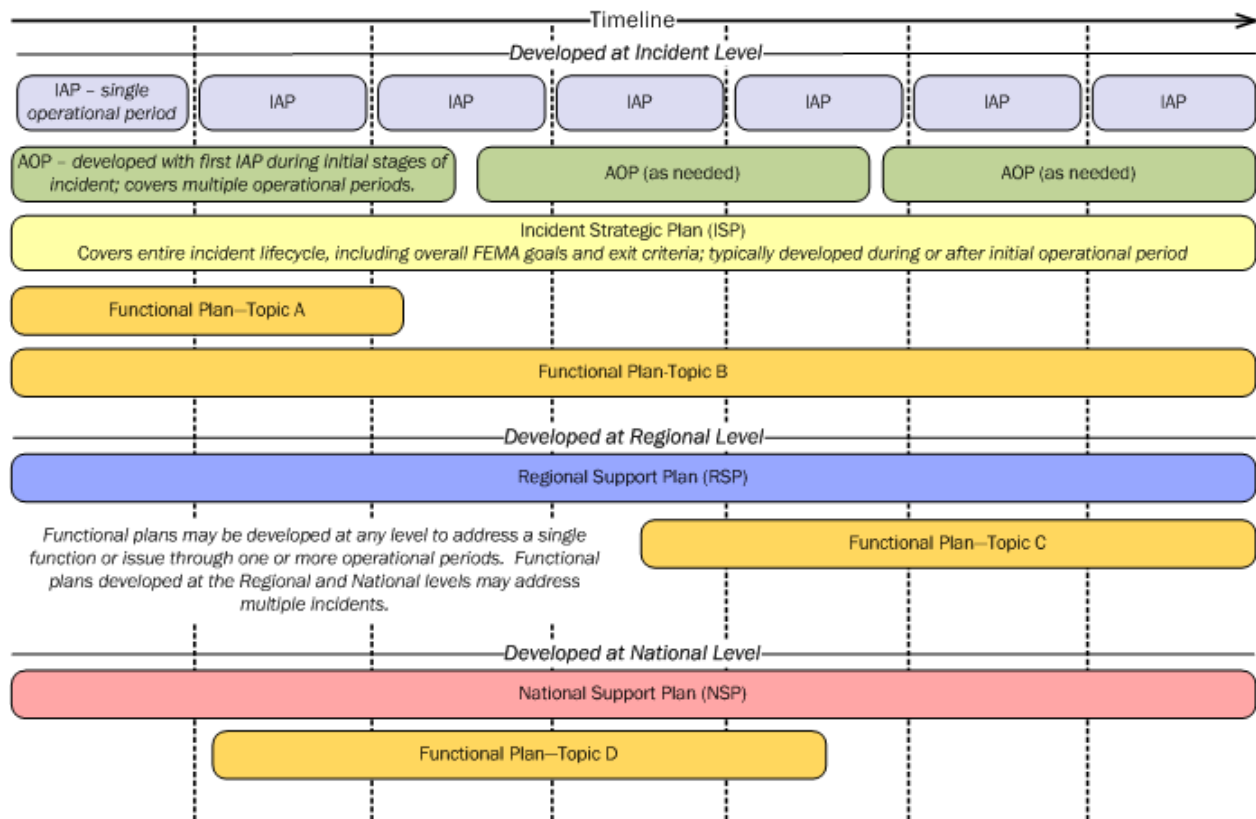 Timeline
Developed at Incident Level
IAP – single
operational period
IAP
IAP
IAP
IAP
IAP
IAP
AOP – developed with first IAP during initial stages of
incident; covers multiple operational periods.
AOP (as needed)
AOP (as needed)
Incident Strategic Plan (ISP)
Covers entire incident lifecycle, including overall FEMA goals and exit criteria; typically developed during or after initial operational period
Functional Plan—Topic A
Functional Plan-Topic B
Developed at Regional Level
Regional Support Plan (RSP)
Functional plans may be developed at any level to address a single
function or issue through one or more operational periods. Functional
plans developed at the Regional and National levels may address
multiple incidents.
Functional Plan—Topic C
Developed at National Level
National Support Plan (NSP)
Functional Plan—Topic D